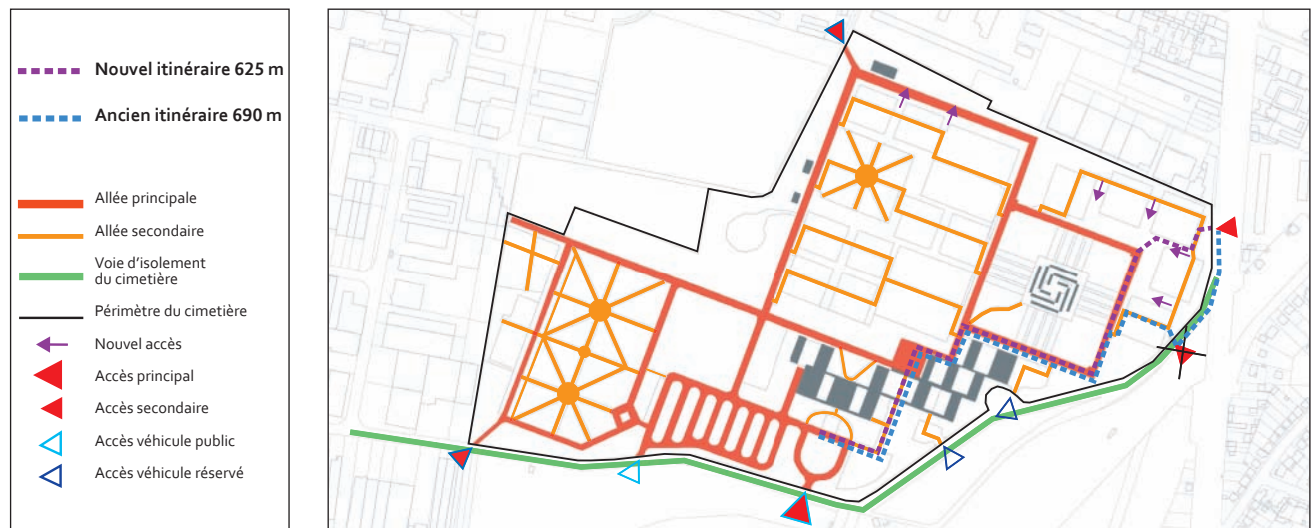 Nouvel itinéraire 625 m
Ancien itinéraire 690 m
Allée principale
Allée secondaire
Voie d'isolement
du cimetière
Périmètre du cimetière
Nouvel accès
Accès principal
Accès secondaire
Accès véhicule public
Accès véhicule réservé